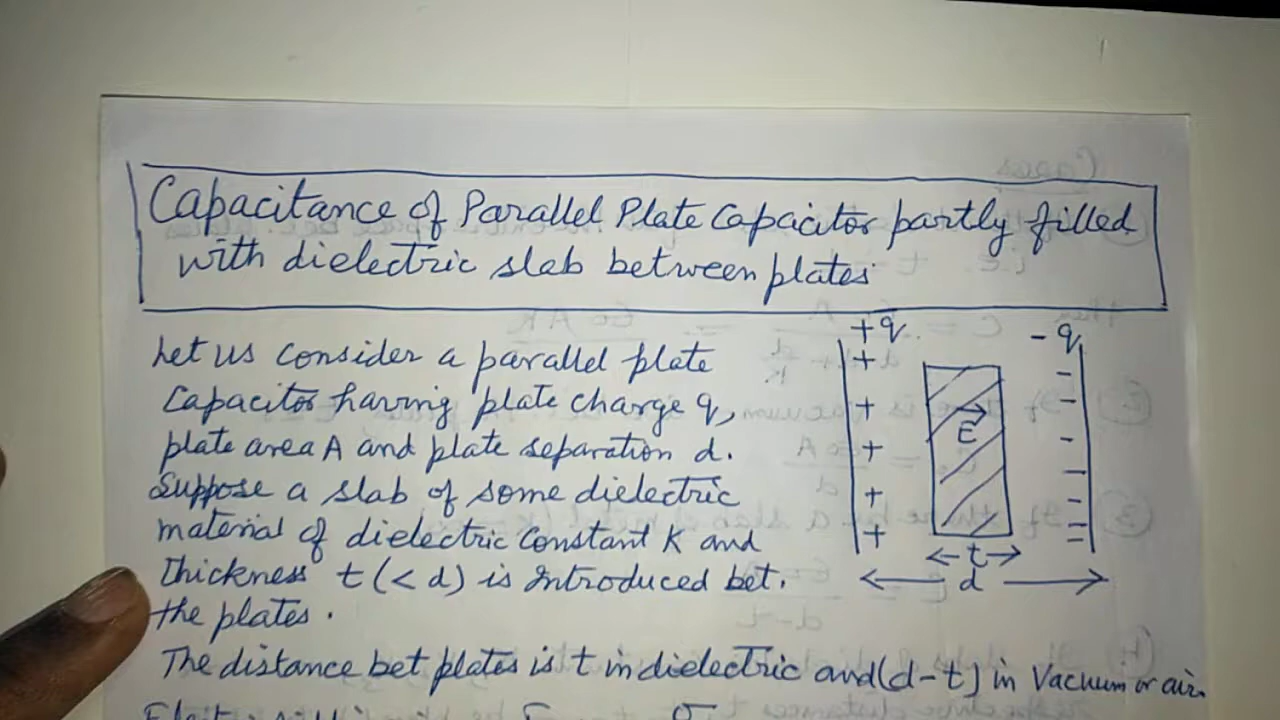 Capacitance of Parallel Plate Capacitor partly filled
with dielectric slab between plates
Let us consider a parallel plate
Capacitor having plate charge q,
plate area A and plate separation d.
Suppose a slab of some dielectric
material of dielectric Constant K and
Thickness t (< d) is introduced bet.
the plates.
The distance bet plates is t in dielectric and (d-t) in Vacuum or air.
+q
- q
+
+
+
+
+
E
-
-
-
-
-
-
-
t
d